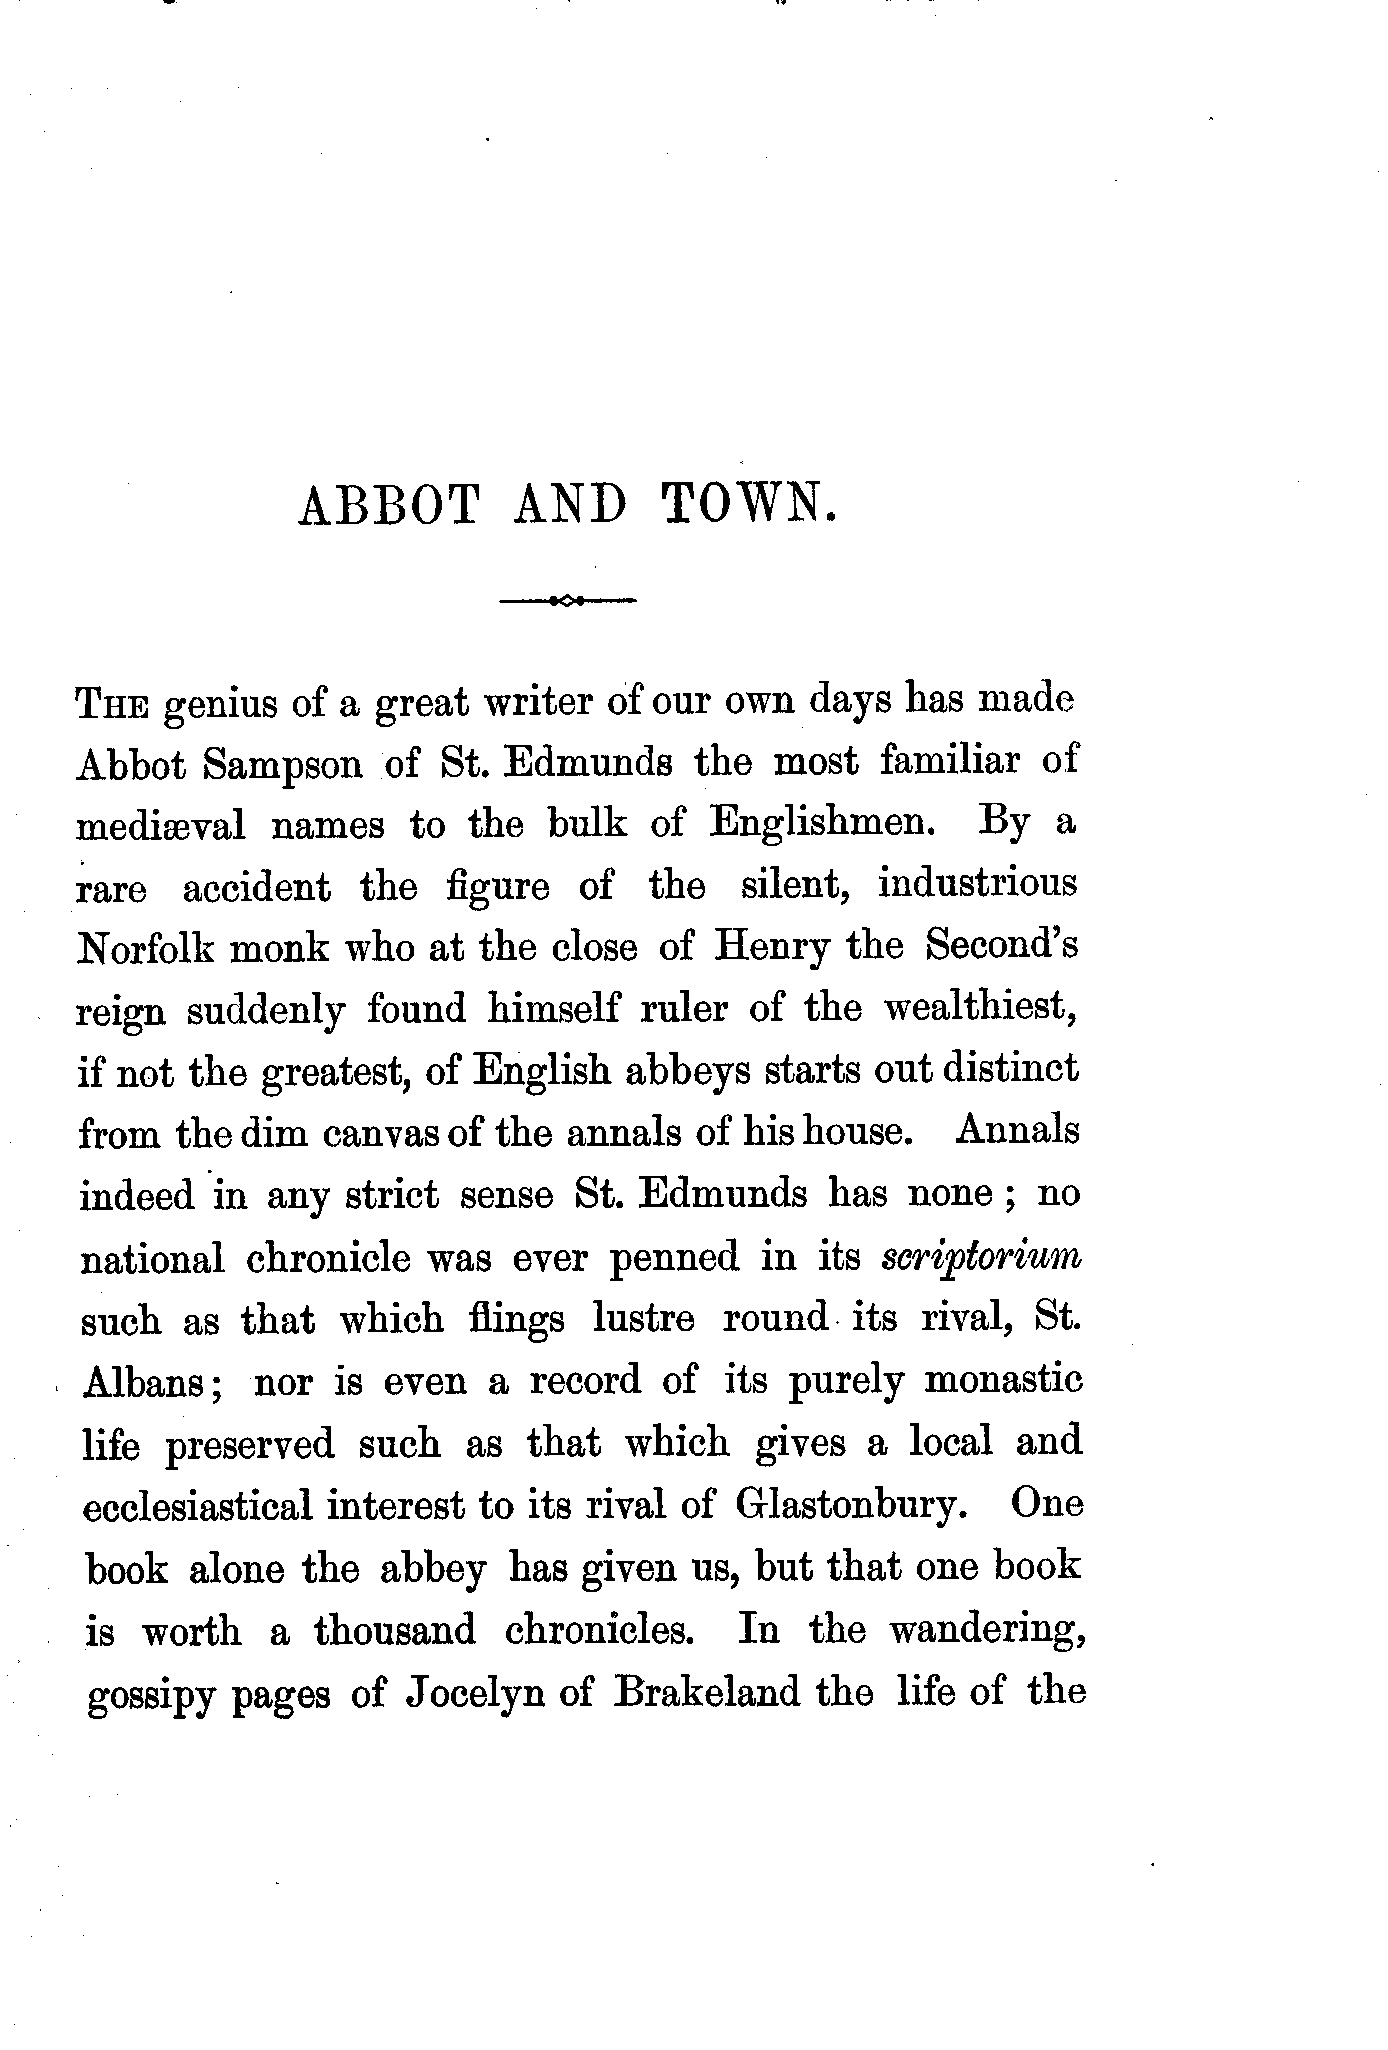 ABBOT AND TOWN.
THE genius of a great writer of our own days has made
Abbot Sampson of St. Edmunds the most familiar of
mediæval names to the bulk of Englishmen. By a
rare accident the figure of the silent, industrious
Norfolk monk who at the close of Henry the Second's
reign suddenly found himself ruler of the wealthiest,
if not the greatest, of English abbeys starts out distinct
from the dim canvas of the annals of his house. Annals
indeed in any strict sense St. Edmunds has none ; no
national chronicle was ever penned in its scriptorium
such as that which flings lustre round its rival, St.
Albans; nor is even a record of its purely monastic
life preserved such as that which gives a local and
ecclesiastical interest to its rival of Glastonbury. One
book alone the abbey has given us, but that one book
is worth a thousand chronicles. In the wandering,
gossipy pages of Jocelyn of Brakeland the life of the